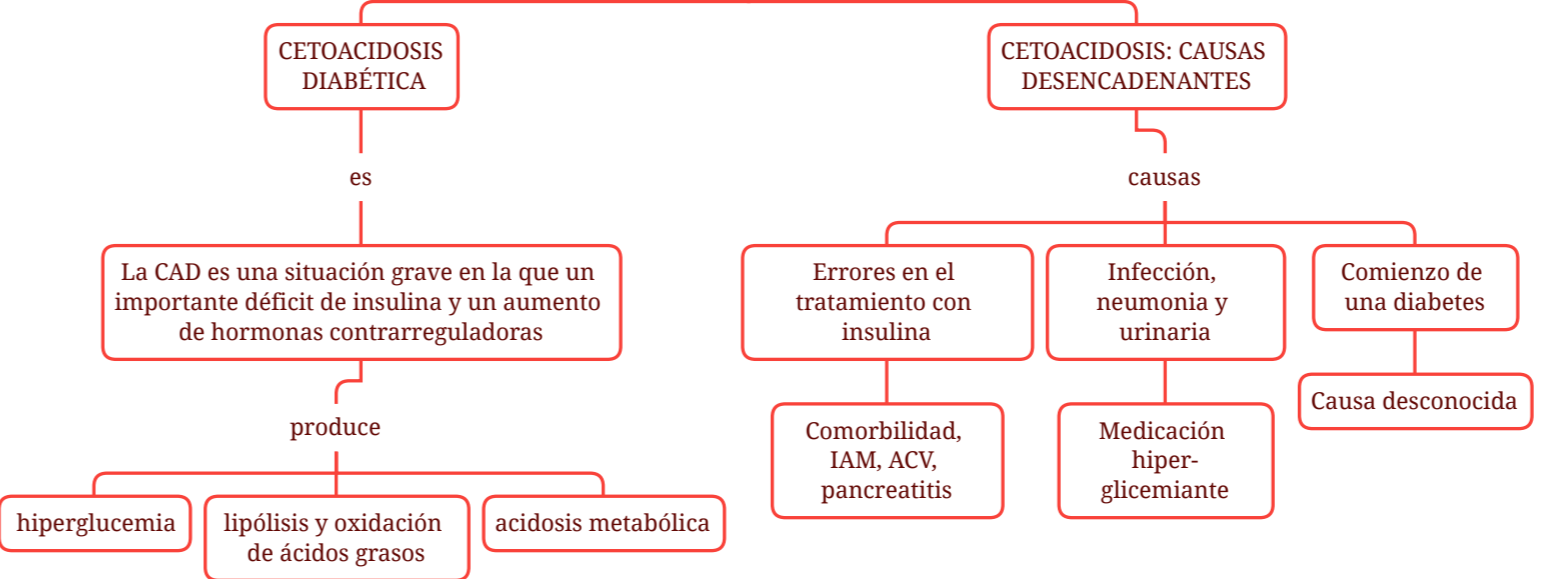 CETOACIDOSIS
DIABÉTICA
es
La CAD es una situación grave en la que un
importante déficit de insulina y un aumento
de hormonas contrarreguladoras
produce
hiperglucemia
lipólisis y oxidación
de ácidos grasos
acidosis metabólica
CETOACIDOSIS: CAUSAS
DESENCADENANTES
causas
Errores en el
tratamiento con
insulina
Comorbilidad,
IAM, ACV,
pancreatitis
Infección,
neumonia y
urinaria
Medicación
hiper-
glicemiante
Comienzo de
una diabetes
Causa desconocida